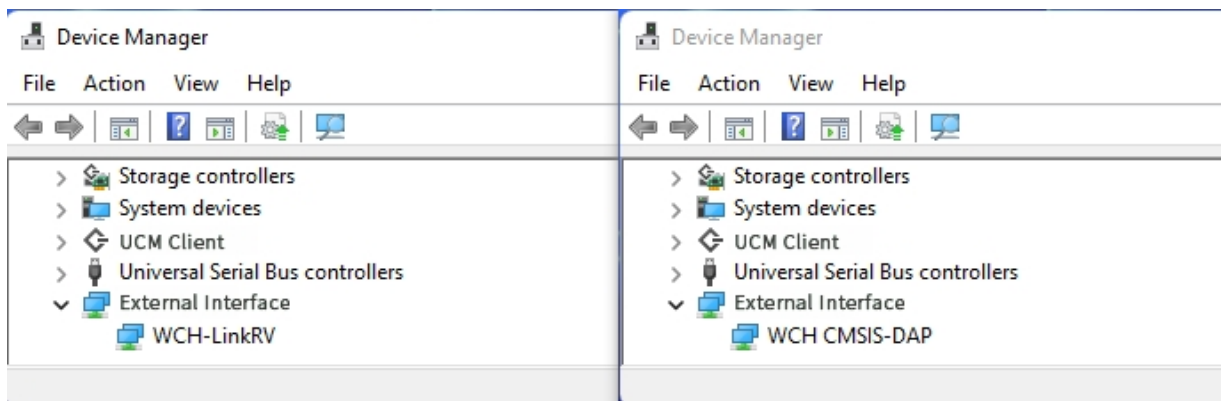 Device Manager
File Action View Help
Storage controllers
System devices
UCM Client
Universal Serial Bus controllers
External Interface
WCH-LinkRV
Device Manager
File Action View Help
Storage controllers
System devices
UCM Client
Universal Serial Bus controllers
External Interface
WCH CMSIS-DAP